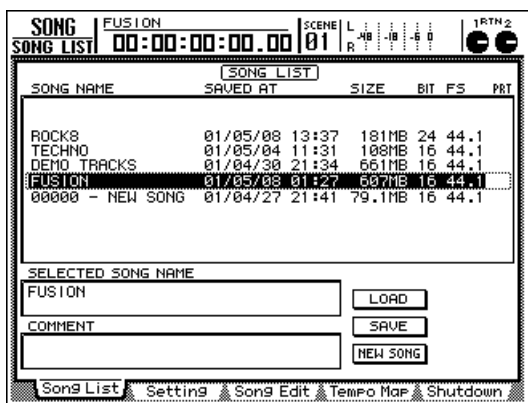 SONG FUSION SCENE L 1RTN2
SONG LIST 00:00:00:00.00 01 R -48 -18 -6 0
SONG LIST
SONG NAME SAVED AT SIZE BIT FS PRT
ROCK8 01/05/08 13:37 181MB 24 44.1
TECHNO 01/05/04 11:31 108MB 16 44.1
DEMO TRACKS 01/04/30 21:34 661MB 16 44.1
FUSION 01/05/08 01:27 607MB 16 44.1
00000 - NEW SONG 01/04/27 21:41 79.1MB 16 44.1
SELECTED SONG NAME
FUSION
LOAD
COMMENT
SAVE
NEW SONG
Song List Setting Song Edit Tempo Map Shutdown